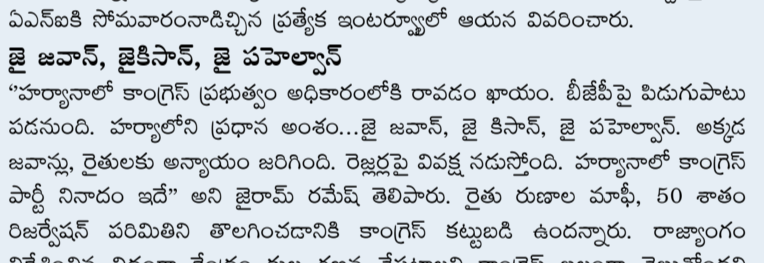 ఏఎన్ఐకి సోమవారంనాడిచ్చిన ప్రత్యేక ఇంటర్వ్యూలో ఆయన వివరించారు.
జై జవాన్, జైకిసాన్, జై పహెల్వాన్
"హర్యానాలో కాంగ్రెస్ ప్రభుత్వం అధికారంలోకి రావడం ఖాయం. బీజేపీపై పిడుగుపాటు
పడనుంది. హర్యాలోని ప్రధాన అంశం...జై జవాన్, జై కిసాన్, జై పహెల్వాన్. అక్కడ
జవాన్లు, రైతులకు అన్యాయం జరిగింది. రెజ్లర్లపై వివక్ష నడుస్తోంది. హర్యానాలో కాంగ్రెస్
పార్టీ నినాదం ఇదే" అని జైరామ్ రమేష్ తెలిపారు. రైతు రుణాల మాఫీ, 50 శాతం
రిజర్వేషన్ పరిమితిని తొలగించడానికి కాంగ్రెస్ కట్టుబడి ఉందన్నారు. రాజ్యాంగం